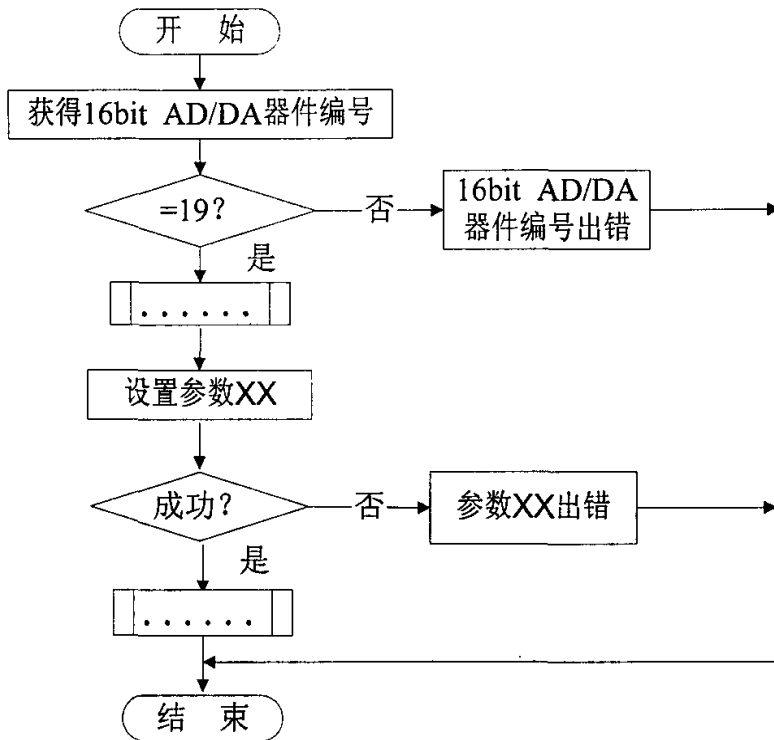 开 始
获得16bit AD/DA器件编号
=19?
否
16bit AD/DA
器件编号出错
是
......
设置参数XX
成功?
否
参数XX出错
是
......
结 束